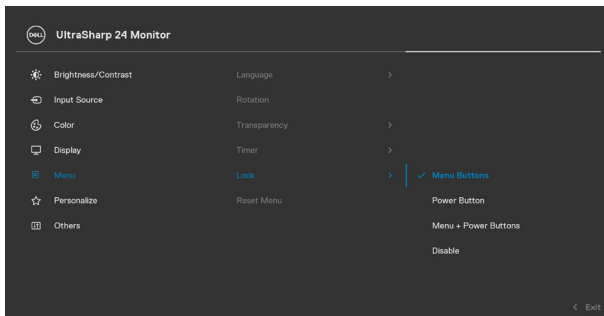 DELL UltraSharp 24 Monitor
Brightness/Contrast Language >
Input Source Rotation
Color Transparency >
Display Timer >
Menu Lock > ✓ Menu Buttons
Personalize Reset Menu Power Button
Others Menu + Power Buttons
Disable
< Exit